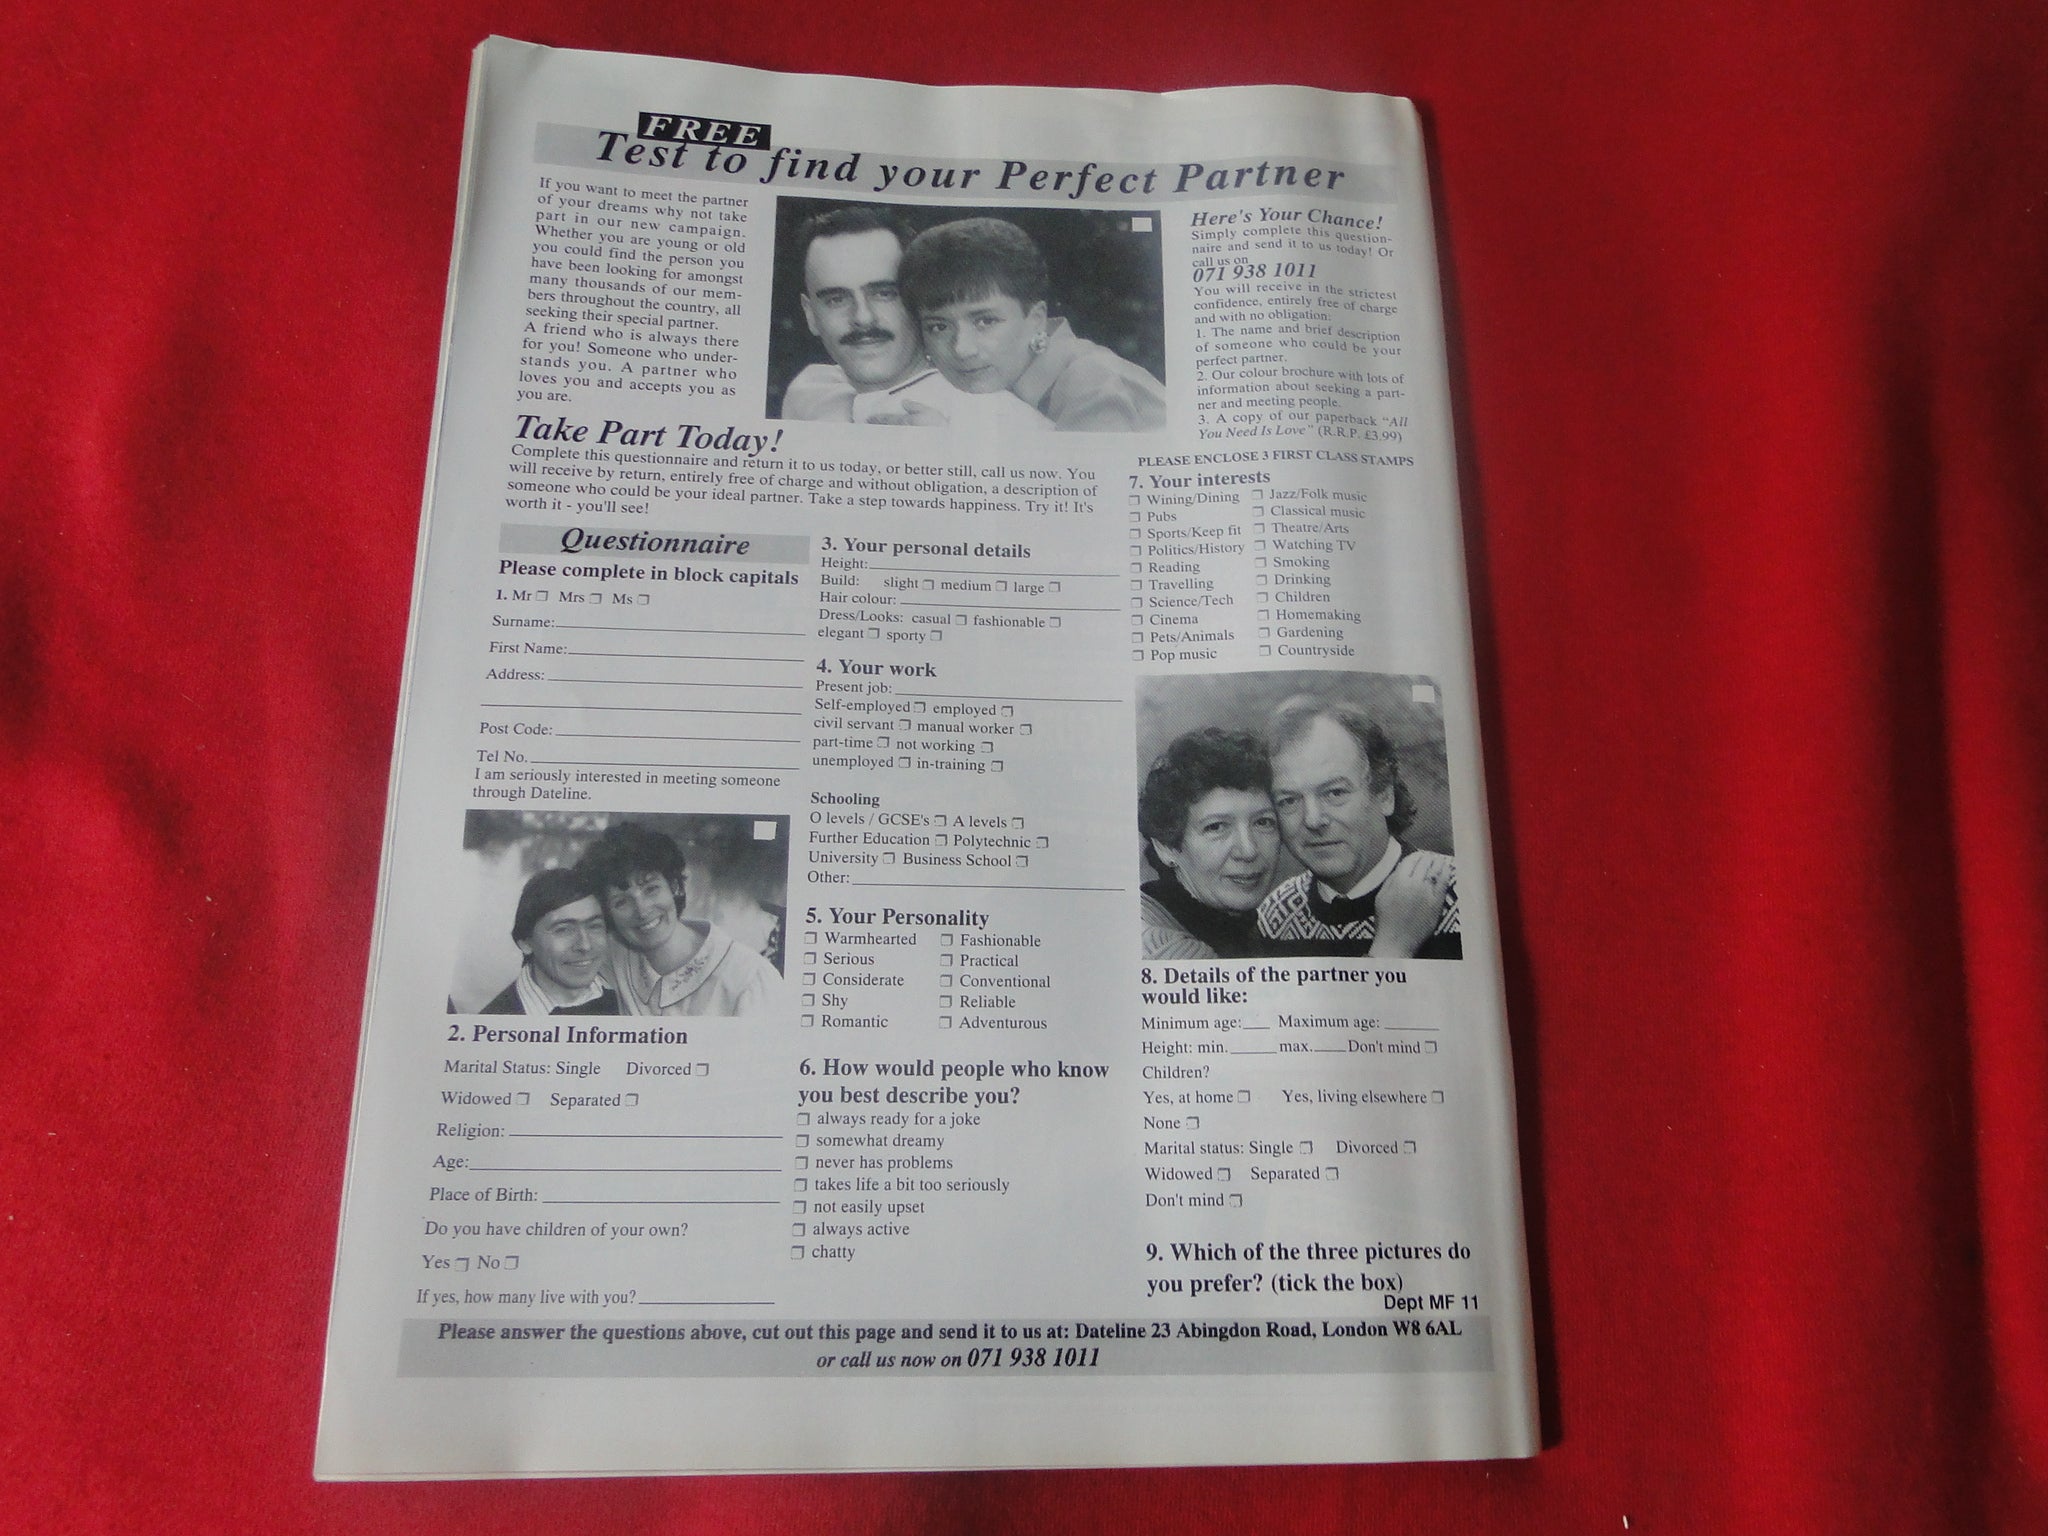 FREE
Test to find your Perfect Partner
If you want to meet the partner
of your dreams why not take
part in our new campaign.
Whether you are young or old
you could find the person you
have been looking for amongst
many thousands of our mem-
bers throughout the country, all
seeking their special partner.
A friend who is always there
for you! Someone who under-
stands you. A partner who
loves you and accepts you as
you are.
Here's Your Chance!
Simply complete this question-
naire and send it to us today! Or
call us on
071 938 1011
You will receive in the strictest
confidence, entirely free of charge
and with no obligation:
1. The name and brief description
of someone who could be your
perfect partner.
2. Our colour brochure with lots of
information about seeking a part-
ner and meeting people.
3. A copy of our paperback "All
You Need Is Love" (R.R.P. £3.99)
PLEASE ENCLOSE 3 FIRST CLASS STAMPS
Take Part Today!
Complete this questionnaire and return it to us today, or better still, call us now. You
will receive by return, entirely free of charge and without obligation, a description of
someone who could be your ideal partner. Take a step towards happiness. Try it! It's
worth it - you'll see!
Questionnaire
Please complete in block capitals
1. Mr Mrs Ms
Surname:
First Name:
Address:
Post Code:
Tel No.
I am seriously interested in meeting someone
through Dateline.
2. Personal Information
Marital Status: Single Divorced
Widowed Separated
Religion:
Age:
Place of Birth:
Do you have children of your own?
Yes No
If yes, how many live with you?
3. Your personal details
Height:
Build: slight medium large
Hair colour:
Dress/Looks: casual fashionable
elegant sporty
4. Your work
Present job:
Self-employed employed
civil servant manual worker
part-time not working
unemployed in-training
Schooling
O levels / GCSE's A levels
Further Education Polytechnic
University Business School
Other:
5. Your Personality
Warmhearted Fashionable
Serious Practical
Considerate Conventional
Shy Reliable
Romantic Adventurous
6. How would people who know
you best describe you?
always ready for a joke
somewhat dreamy
never has problems
takes life a bit too seriously
not easily upset
always active
chatty
7. Your interests
Wining/Dining Jazz/Folk music
Pubs Classical music
Sports/Keep fit Theatre/Arts
Politics/History Watching TV
Reading Smoking
Travelling Drinking
Science/Tech Children
Cinema Homemaking
Pets/Animals Gardening
Pop music Countryside
8. Details of the partner you
would like:
Minimum age: Maximum age:
Height: min. max. Don't mind
Children?
Yes, at home Yes, living elsewhere
None
Marital status: Single Divorced
Widowed Separated
Don't mind
9. Which of the three pictures do
you prefer? (tick the box)
Dept MF 11
Please answer the questions above, cut out this page and send it to us at: Dateline 23 Abingdon Road, London W8 6AL
or call us now on 071 938 1011